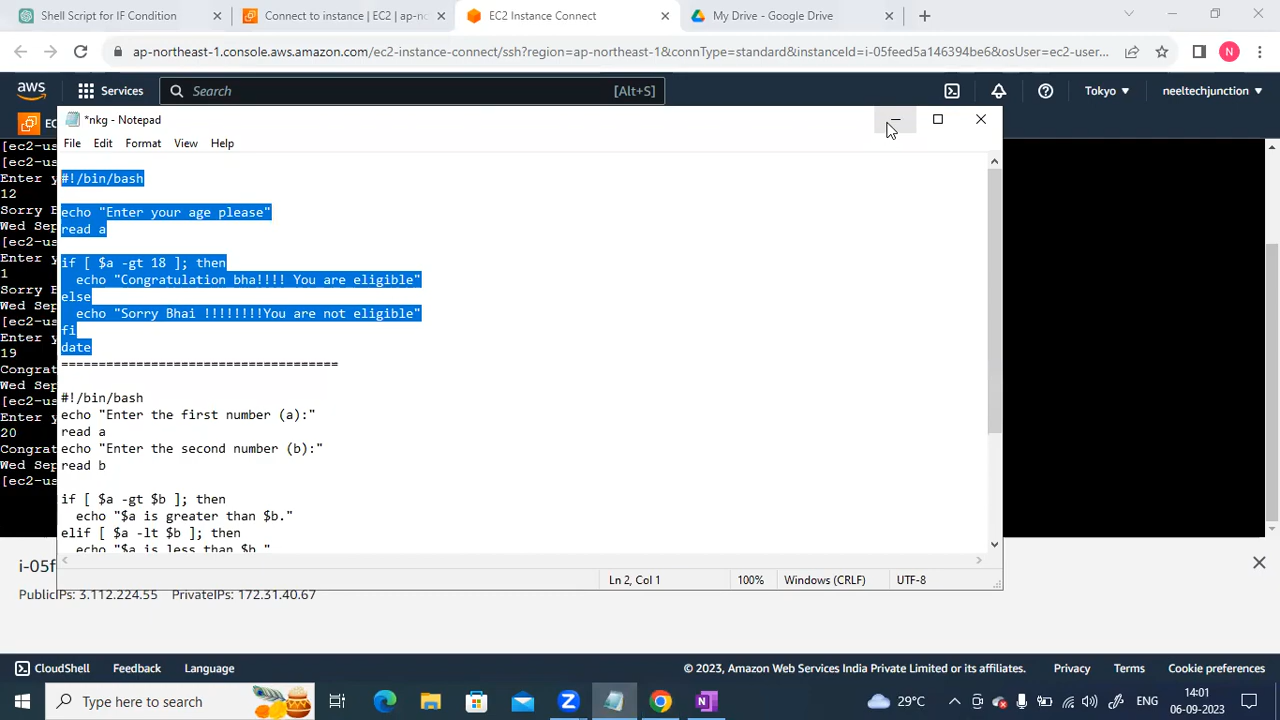 Shell Script for IF Condition
Connect to instance | EC2 | ap-nc
EC2 Instance Connect
My Drive - Google Drive
ap-northeast-1.console.aws.amazon.com/ec2-instance-connect/ssh?region=ap-northeast-1&connType=standard&instanceId=i-05feed5a146394be6&osUser=ec2-user...
N
aws
Services
Search
[Alt+S]
Tokyo
neeltechjunction
EC
*nkg - Notepad
File
Edit
Format
View
Help
[ec2-us
[ec2-us
Enter y
12
Sorry B
Wed Sep
[ec2-us
Enter y
1
Sorry B
Wed Sep
[ec2-us
Enter y
19
Congrat
Wed Sep
[ec2-us
Enter y
20
Congrat
Wed Sep
[ec2-us
#!/bin/bash
echo "Enter your age please"
read a
if [ $a -gt 18 ]; then
echo "Congratulation bha!!!! You are eligible"
else
echo "Sorry Bhai !!!!!!!!You are not eligible"
fi
date
=====================================
#!/bin/bash
echo "Enter the first number (a):"
read a
echo "Enter the second number (b):"
read b
if [ $a -gt $b ]; then
echo "$a is greater than $b."
elif [ $a -lt $b ]; then
echo "$a is less than $b."
Ln 2, Col 1
100%
Windows (CRLF)
UTF-8
i-05f
PublicIPs: 3.112.224.55 PrivateIPs: 172.31.40.67
CloudShell
Feedback
Language
© 2023, Amazon Web Services India Private Limited or its affiliates.
Privacy
Terms
Cookie preferences
Type here to search
29°C
ENG
14:01
06-09-2023